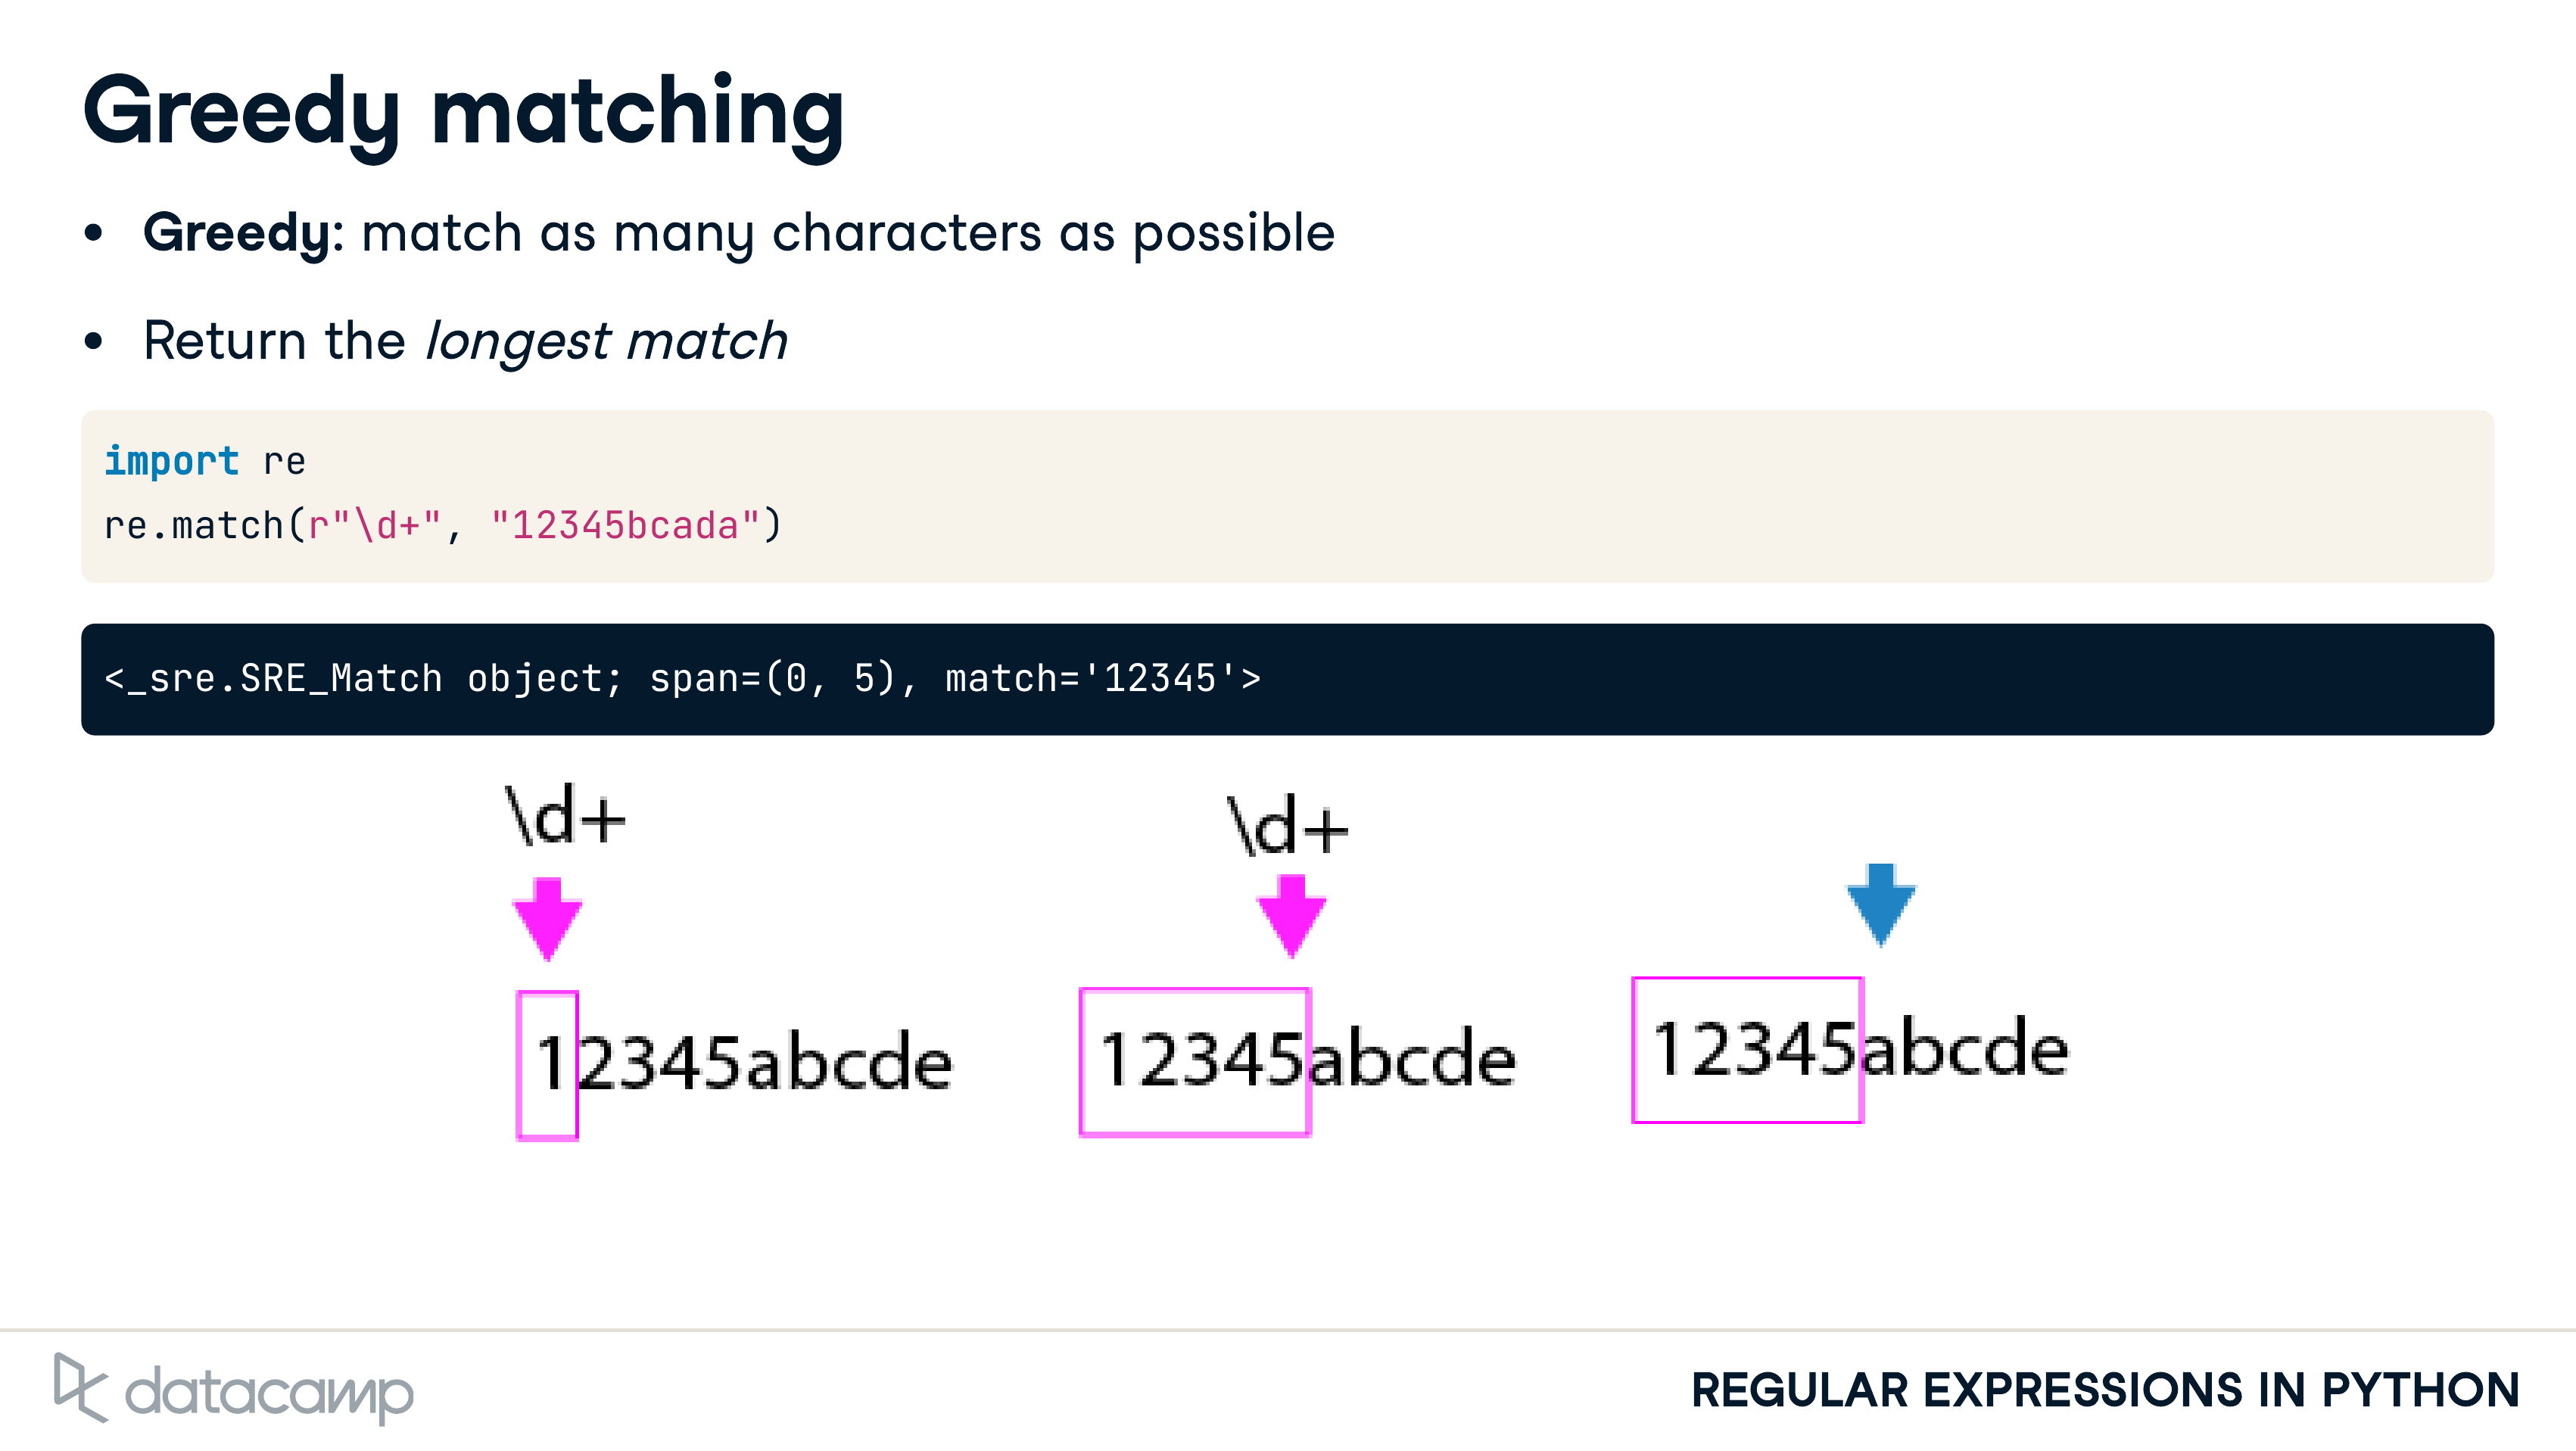 Greedy matching
• Greedy: match as many characters as possible
• Return the longest match
import re
re.match(r"\d+", "12345bcada")
<_sre.SRE_Match object; span=(0, 5), match='12345'>
\d+ \d+
12345abcde 12345abcde 12345abcde
datacamp REGULAR EXPRESSIONS IN PYTHON